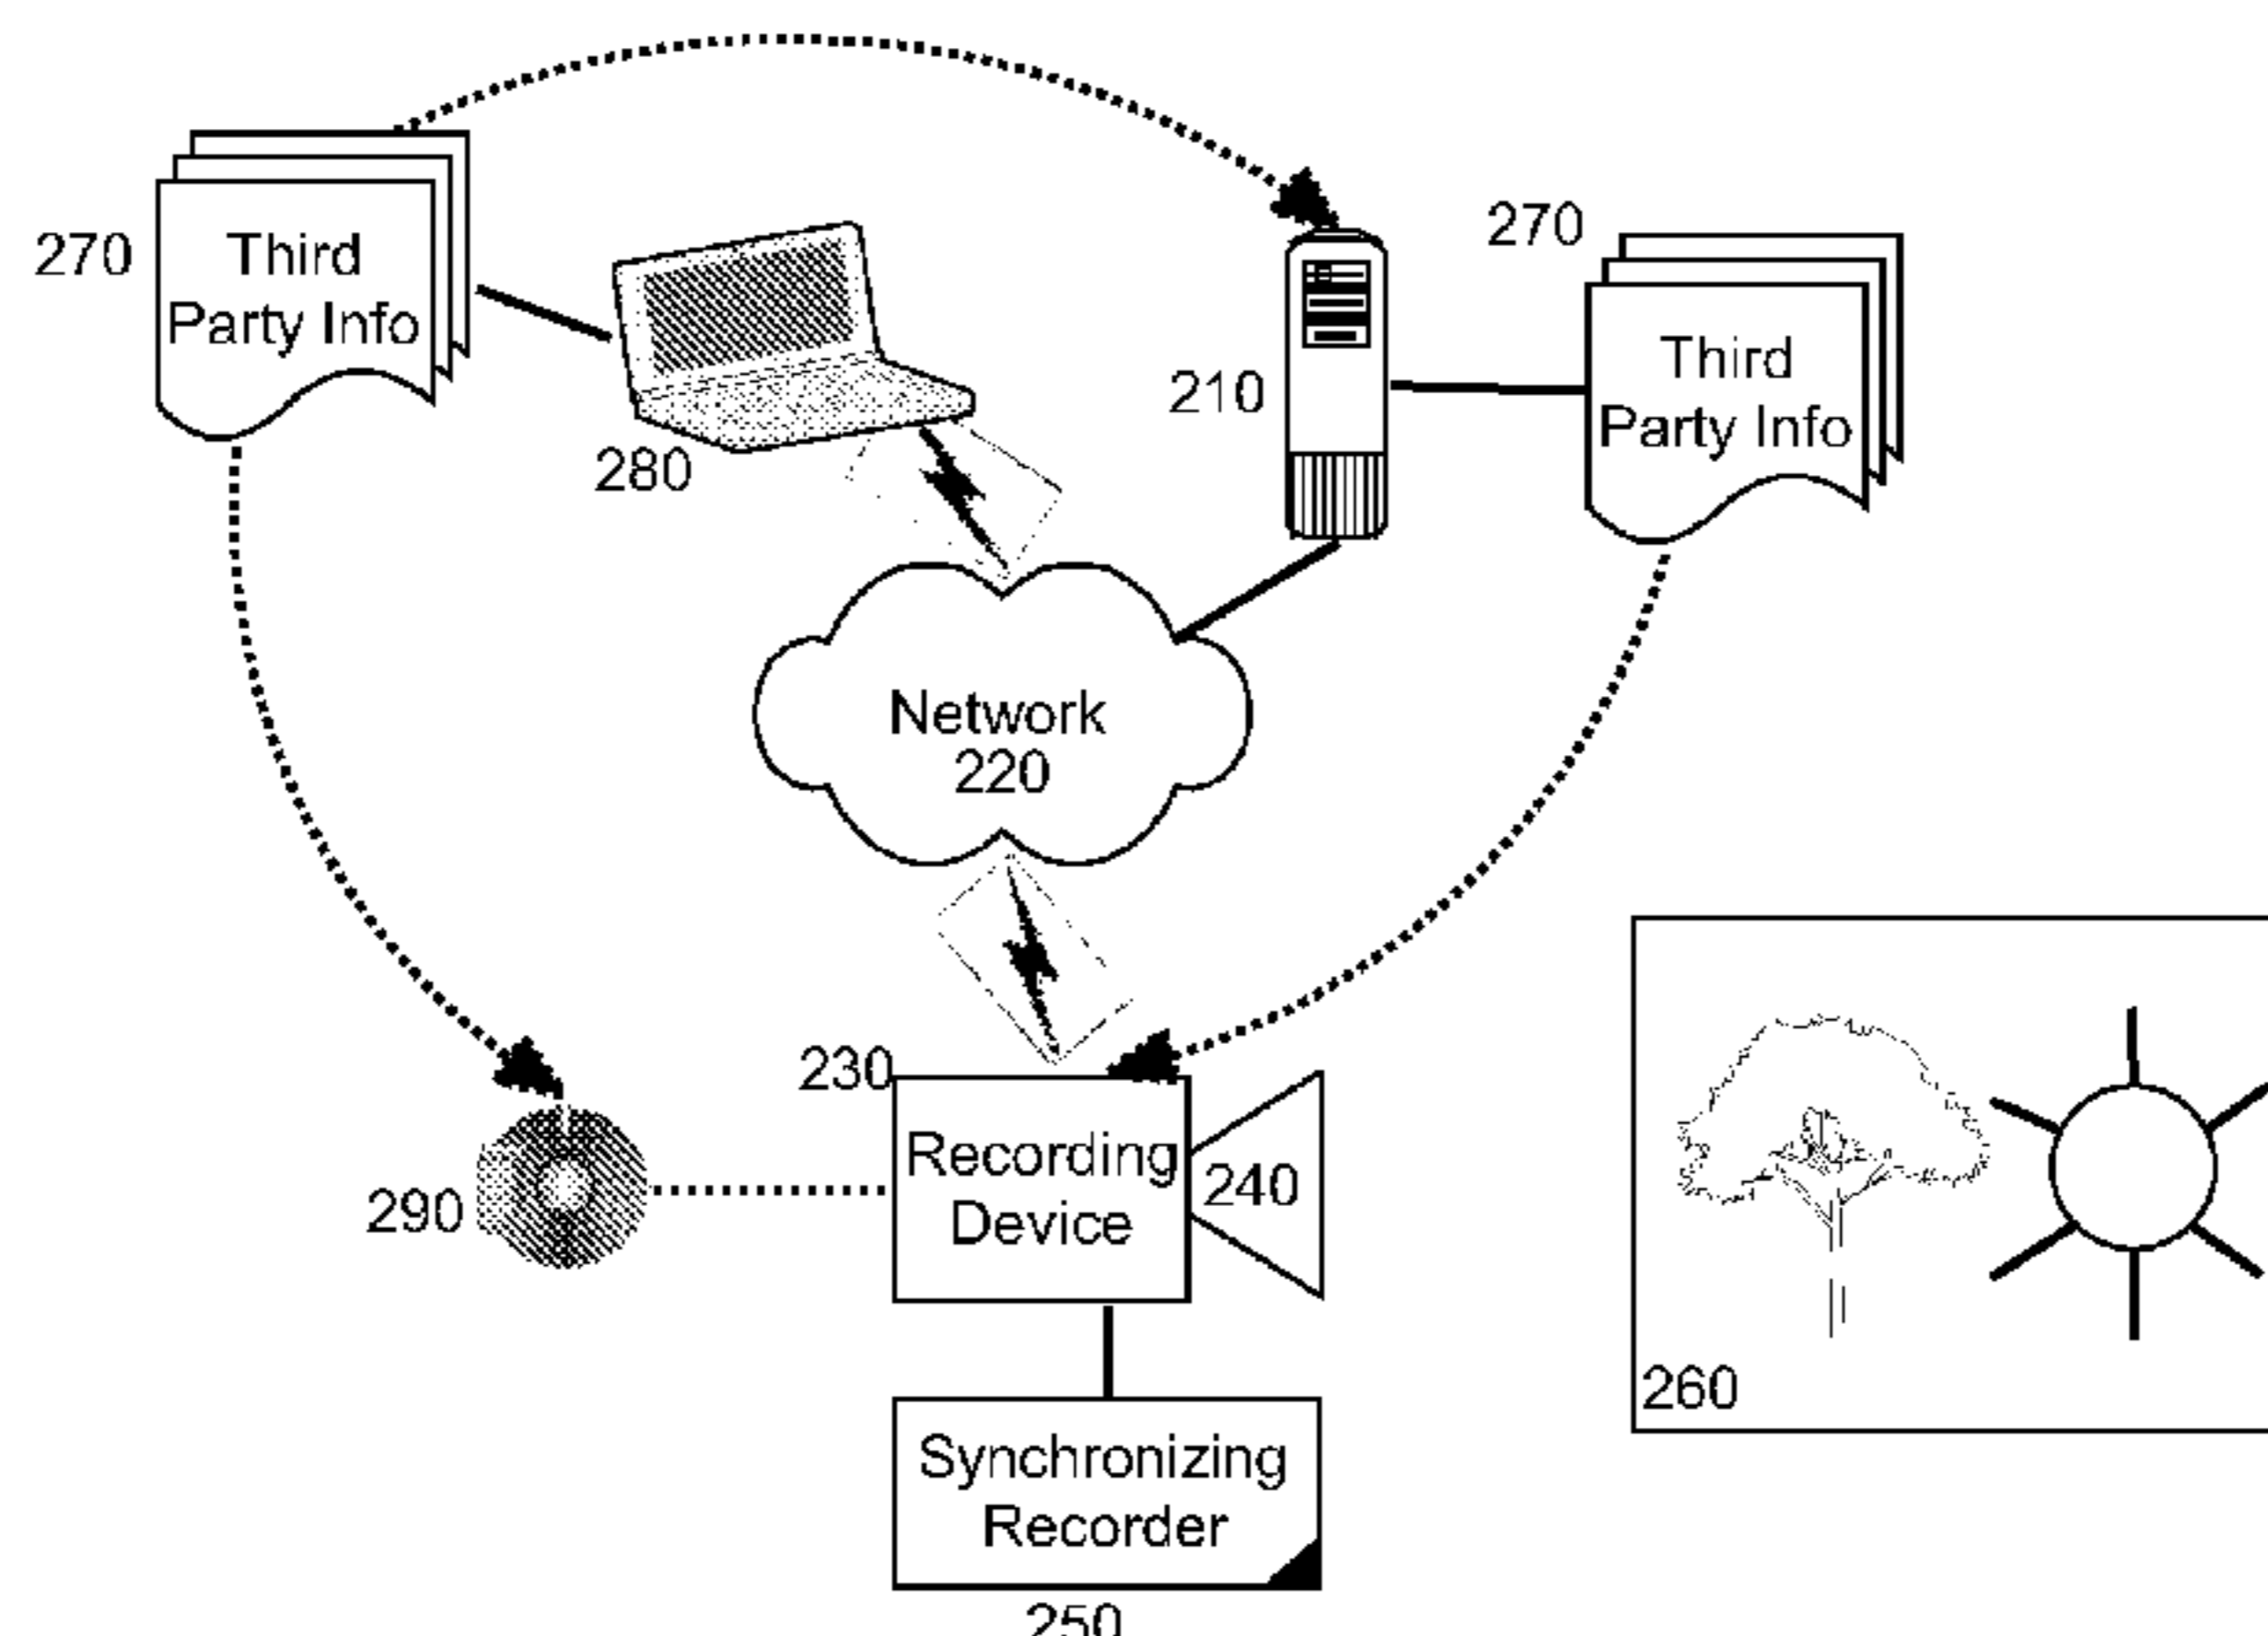 270
Third
Party Info
280
210
270
Third
Party Info
Network
220
230
Recording
Device
240
290
260
Synchronizing
Recorder
250